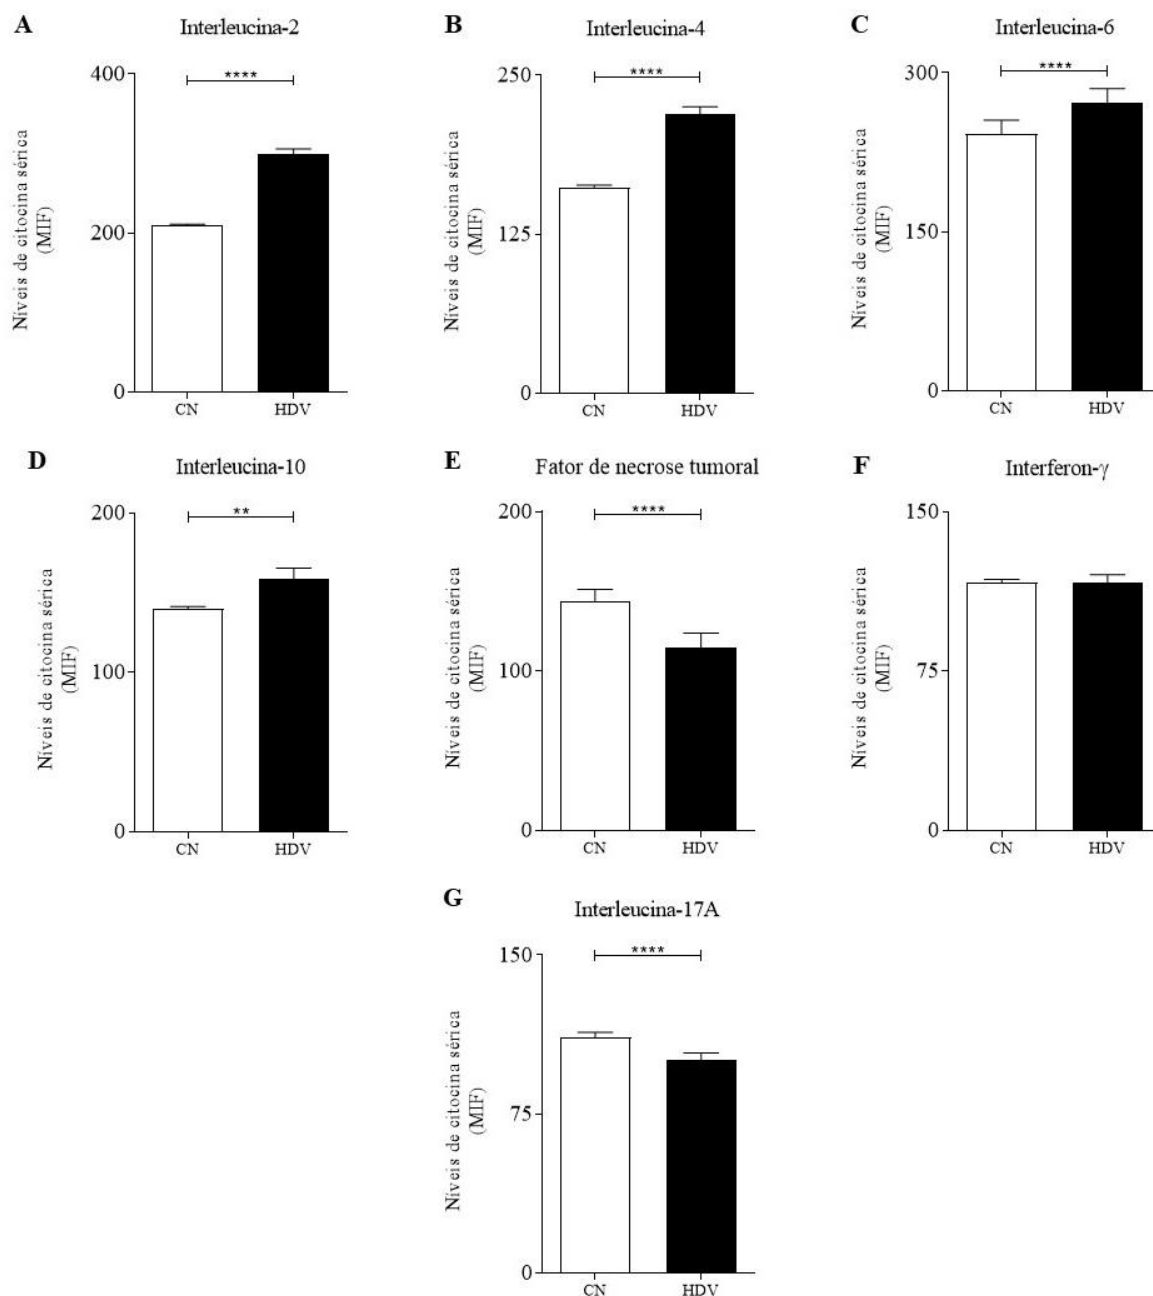 A
Interleucina-2
Níveis de citocina sérica
(MIF)
400
200
0
****
CN
HDV
B
Interleucina-4
Níveis de citocina sérica
(MIF)
250
125
0
****
CN
HDV
C
Interleucina-6
Níveis de citocina sérica
(MIF)
300
150
0
****
CN
HDV
D
Interleucina-10
Níveis de citocina sérica
(MIF)
200
100
0
**
CN
HDV
E
Fator de necrose tumoral
Níveis de citocina sérica
(MIF)
200
100
0
****
CN
HDV
F
Interferon-γ
Níveis de citocina sérica
(MIF)
150
75
0
CN
HDV
G
Interleucina-17A
Níveis de citocina sérica
(MIF)
150
75
0
****
CN
HDV